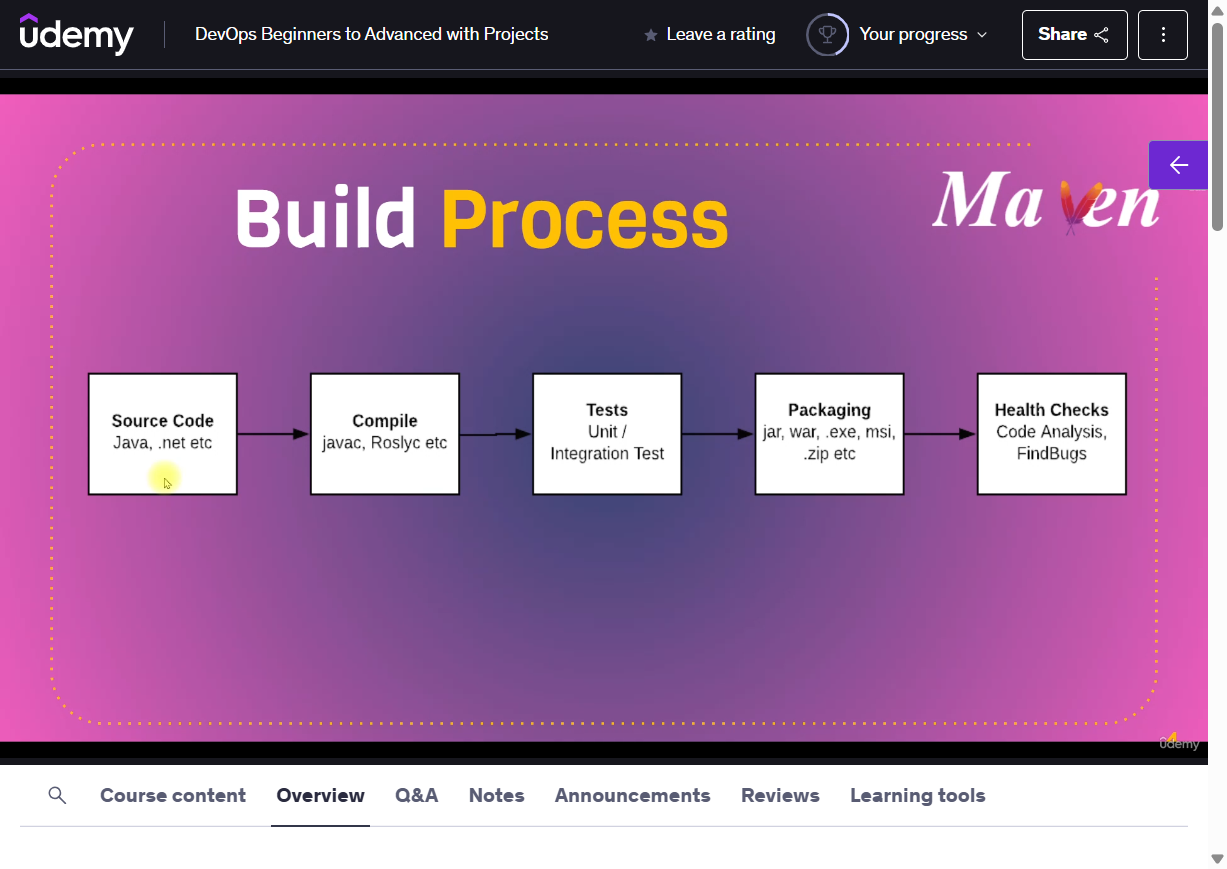 udemy
DevOps Beginners to Advanced with Projects
Leave a rating
Your progress
Share
Build Process
Maven
Source Code
Java, .net etc
Compile
javac, Roslyc etc
Tests
Unit /
Integration Test
Packaging
jar, war, .exe, msi,
.zip etc
Health Checks
Code Analysis,
FindBugs
udemy
Course content
Overview
Q&A
Notes
Announcements
Reviews
Learning tools